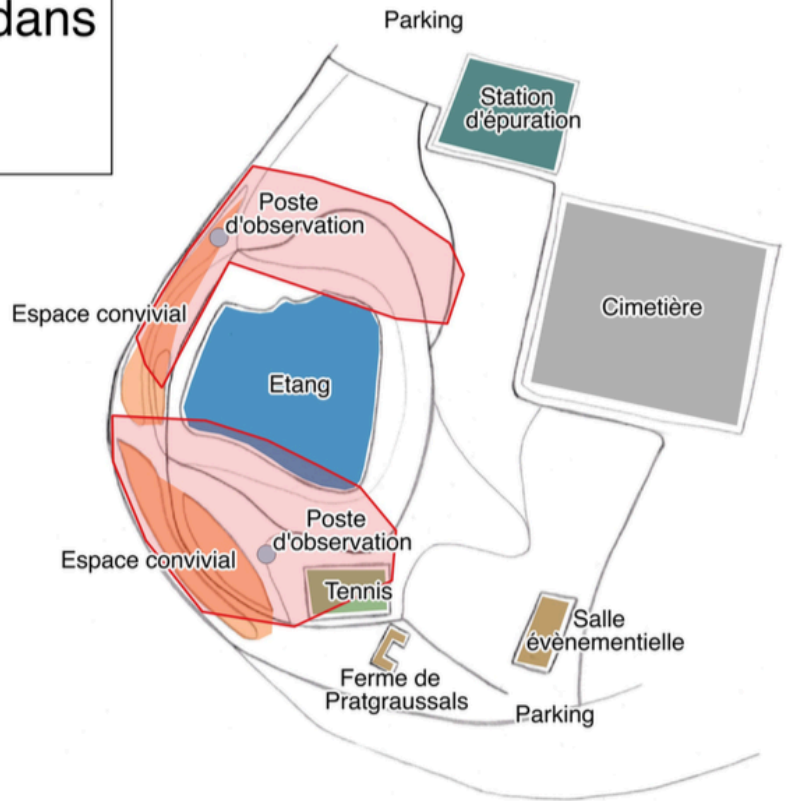 dans
Parking
Station
d'épuration
Poste
d'observation
Espace convivial
Cimetière
Etang
Poste
d'observation
Espace convivial
Tennis
Salle
évènementielle
Ferme de
Pratgraussals
Parking